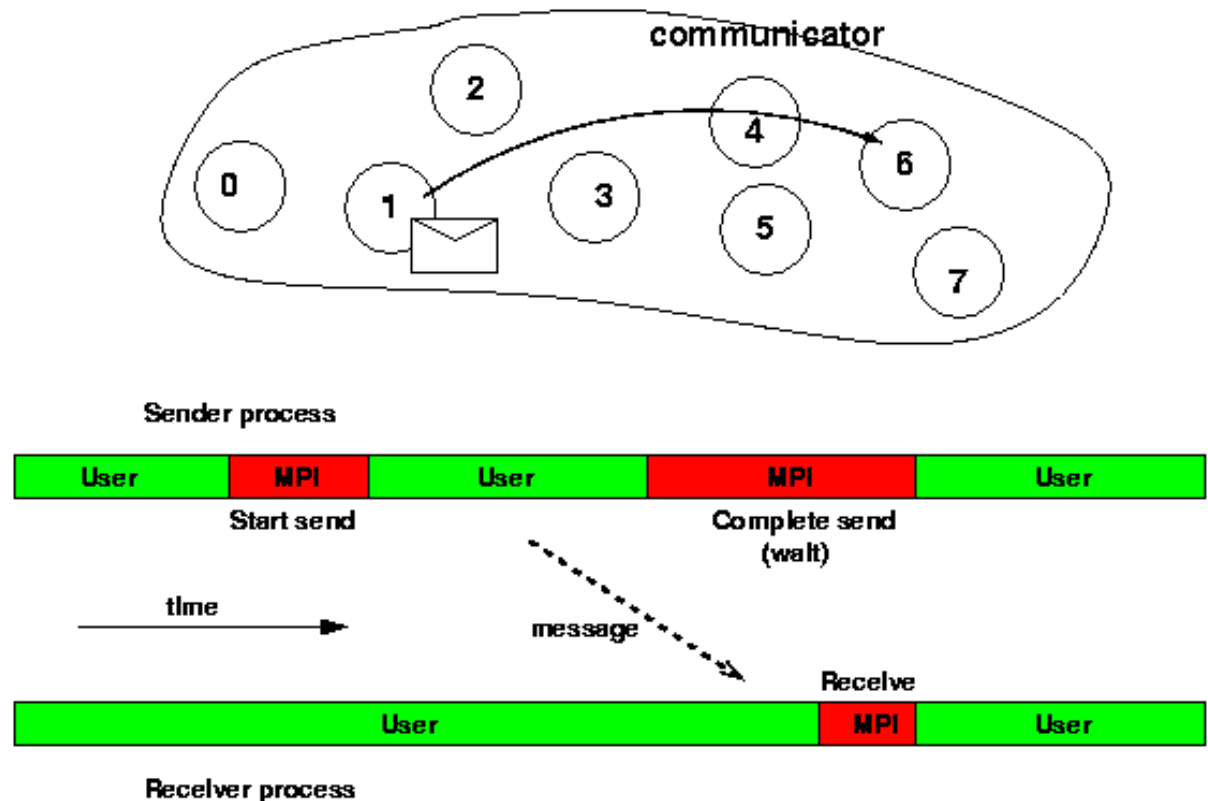 communicator
2
4
6
0
1
3
5
7
Sender process
User MPI User MPI User
Start send Complete send
(wait)
time
message
Receive
User MPI User
Receiver process